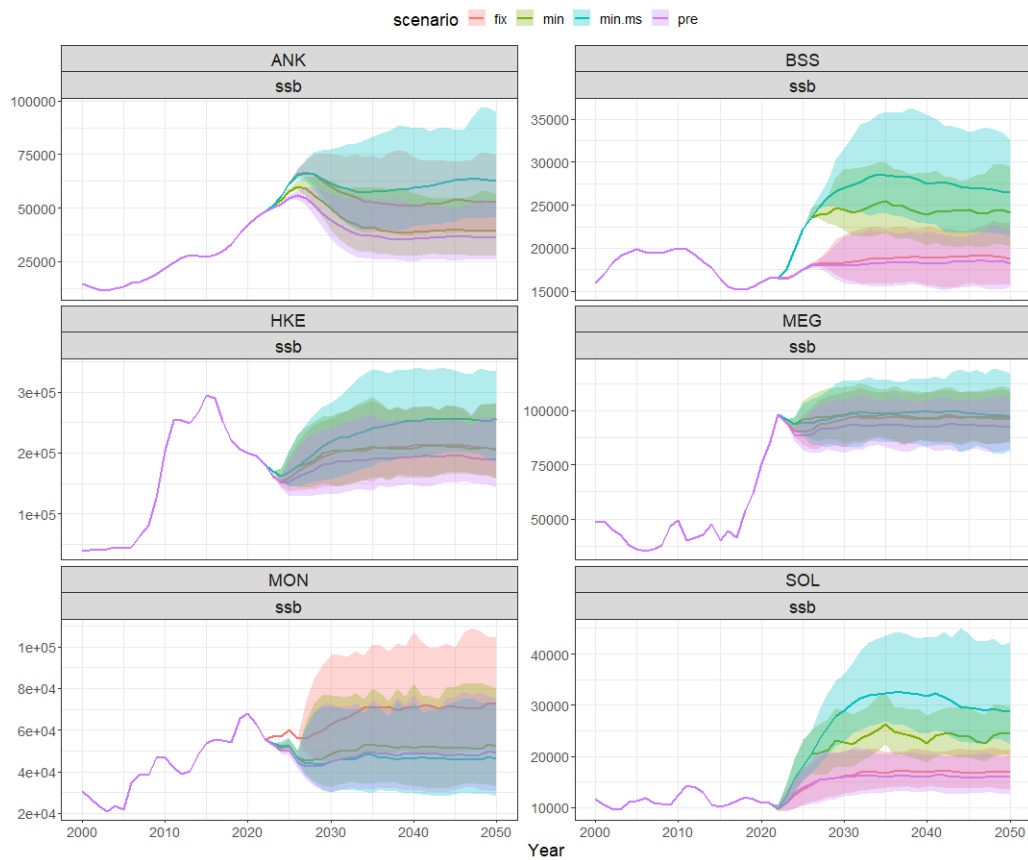 scenario fix min min.ms pre
ANK BSS
ssb ssb
100000
75000
50000
25000
35000
30000
25000
20000
15000
HKE MEG
ssb ssb
3e+05
2e+05
1e+05
100000
75000
50000
MON SOL
ssb ssb
1e+05
8e+04
6e+04
4e+04
2e+04
40000
30000
20000
10000
2000 2010 2020 2030 2040 2050 2000 2010 2020 2030 2040 2050
Year